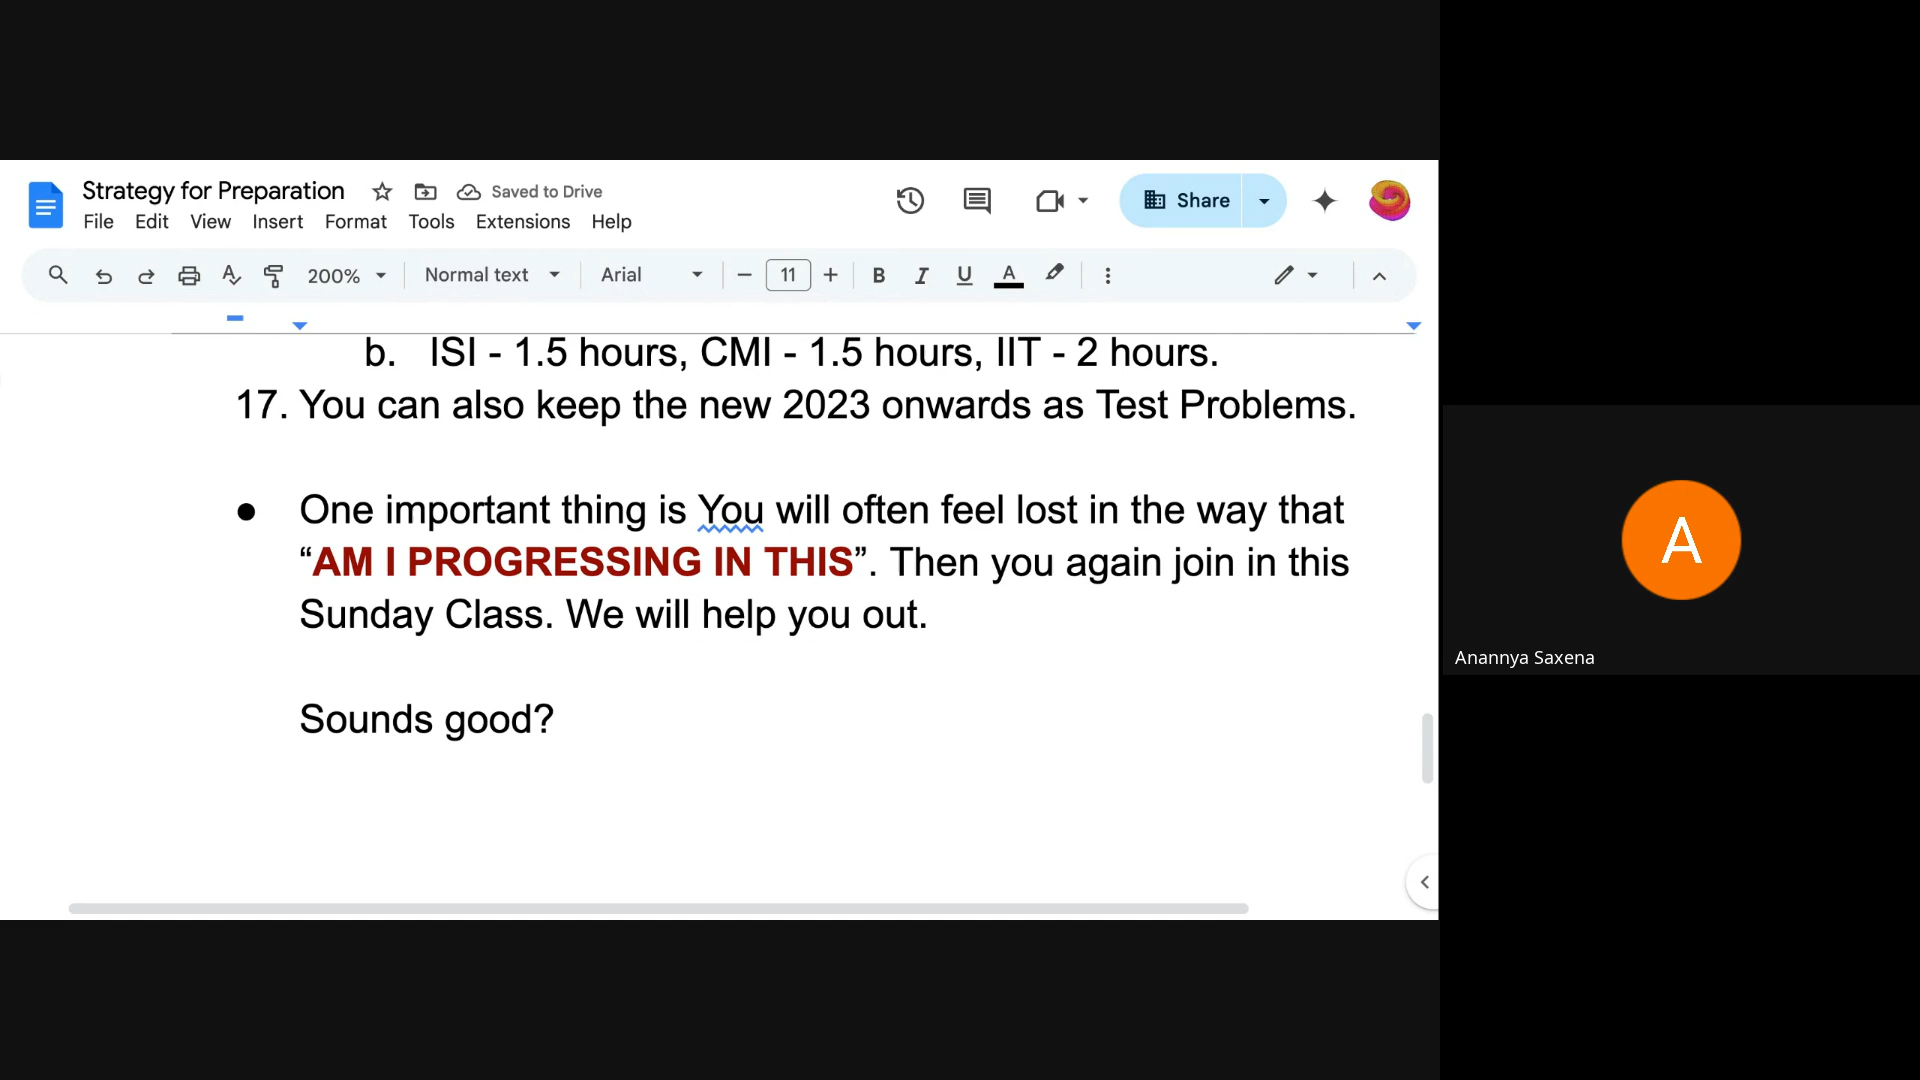 Strategy for Preparation
Saved to Drive
File Edit View Insert Format Tools Extensions Help
Share
200% Normal text Arial 11 B I U A
b. ISI - 1.5 hours, CMI - 1.5 hours, IIT - 2 hours.
17. You can also keep the new 2023 onwards as Test Problems.
● One important thing is You will often feel lost in the way that
“AM I PROGRESSING IN THIS”. Then you again join in this
Sunday Class. We will help you out.
Sounds good?
A
Anannya Saxena